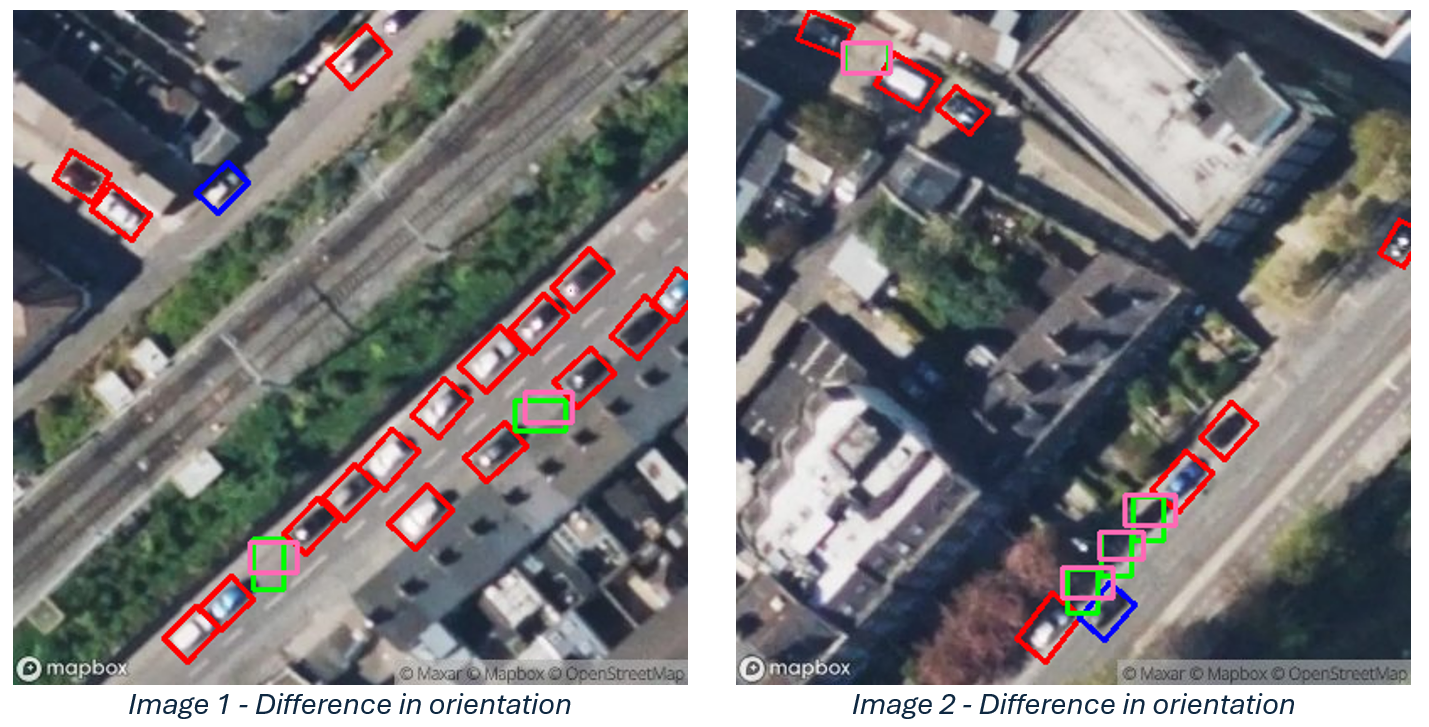 mapbox
© Maxar © Mapbox © OpenStreetMap
mapbox
© Maxar © Mapbox © OpenStreetMap
Image 1 - Difference in orientation
Image 2 - Difference in orientation